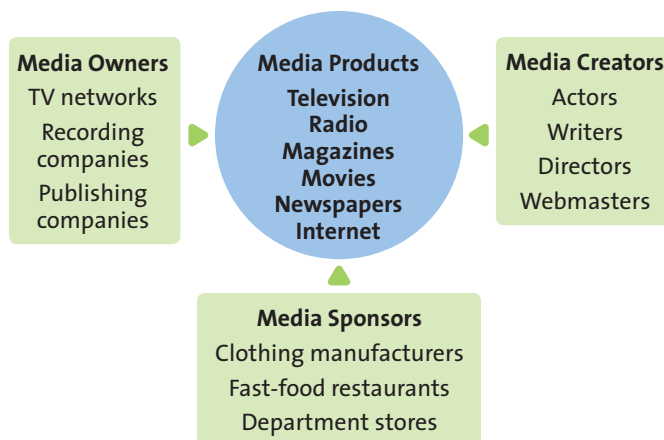 Media Owners
TV networks
Recording
companies
Publishing
companies
Media Products
Television
Radio
Magazines
Movies
Newspapers
Internet
Media Creators
Actors
Writers
Directors
Webmasters
Media Sponsors
Clothing manufacturers
Fast-food restaurants
Department stores